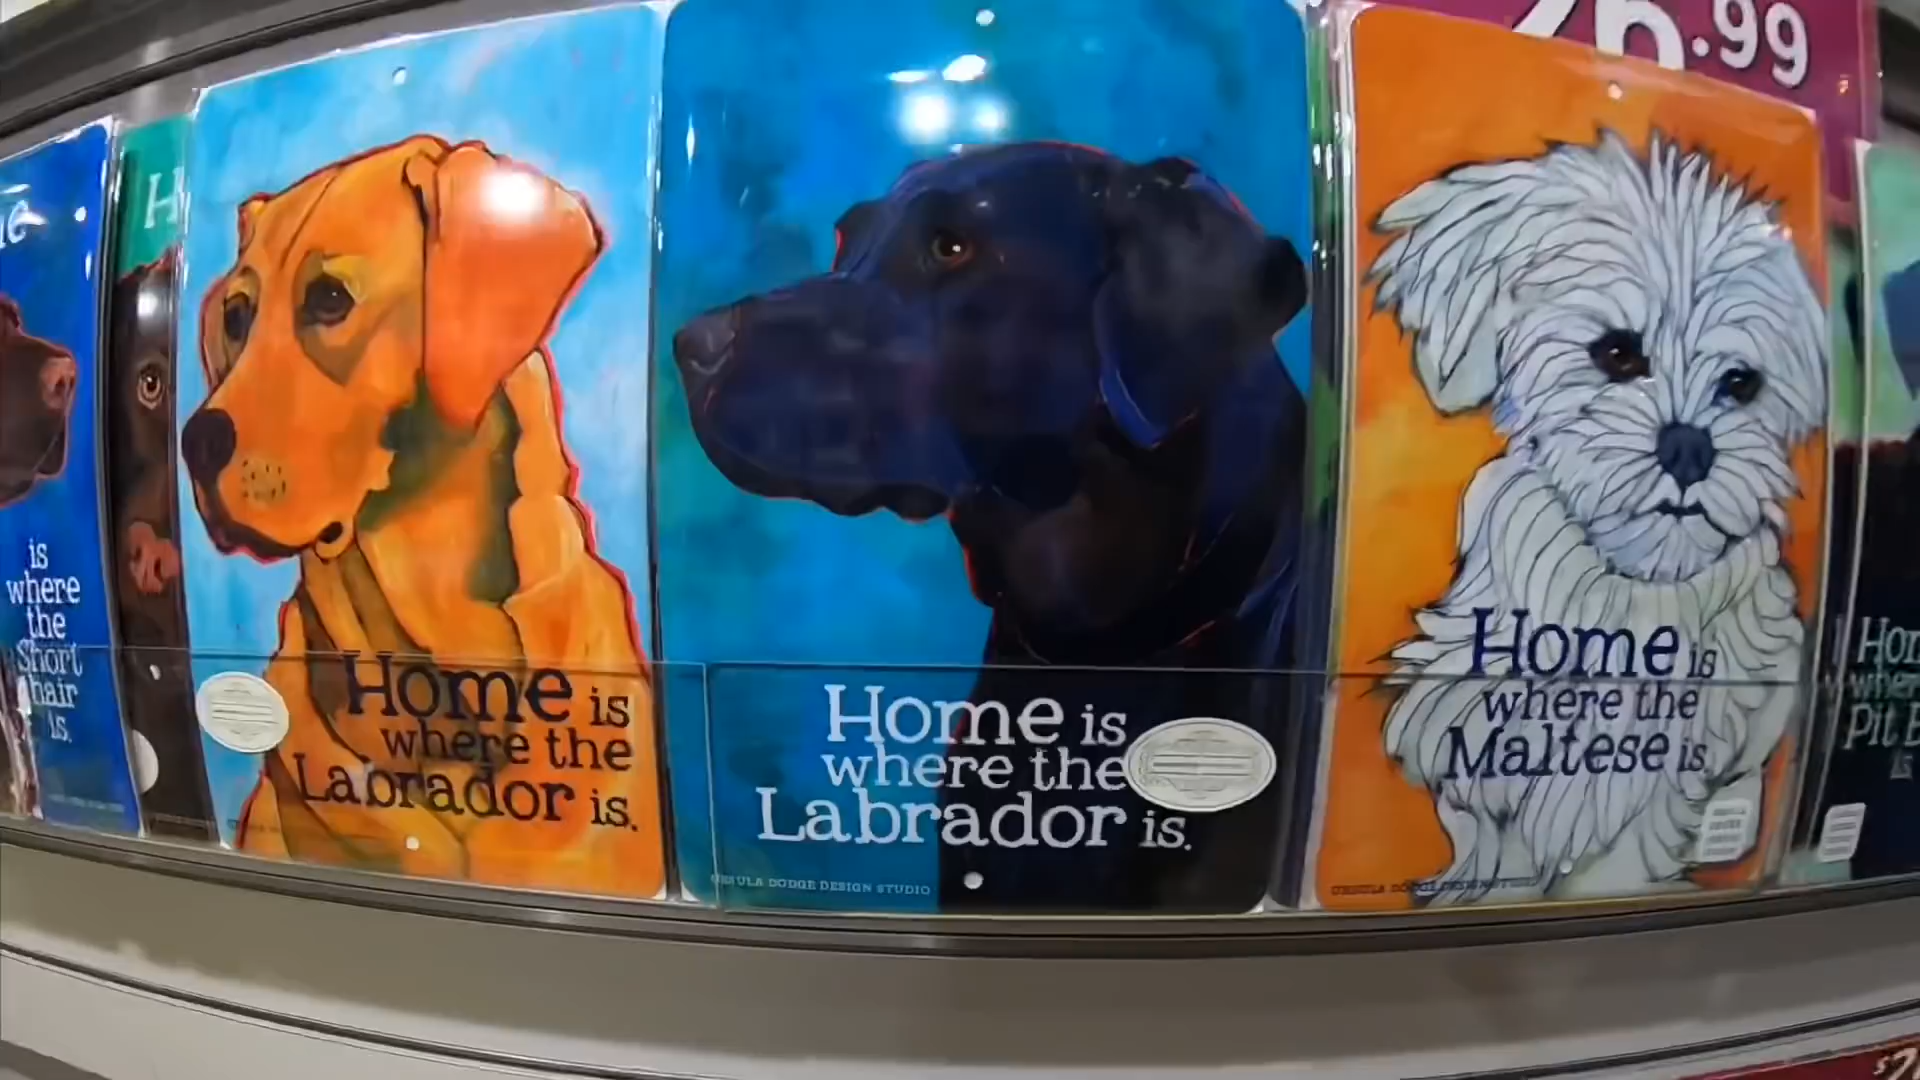 .99
is
where
the
Short
hair
is.
H
Home is
where the
Labrador is.
Home is
where the
Labrador is.
URSULA DODGE DESIGN STUDIO
Home is
where the
Maltese is.
Pit